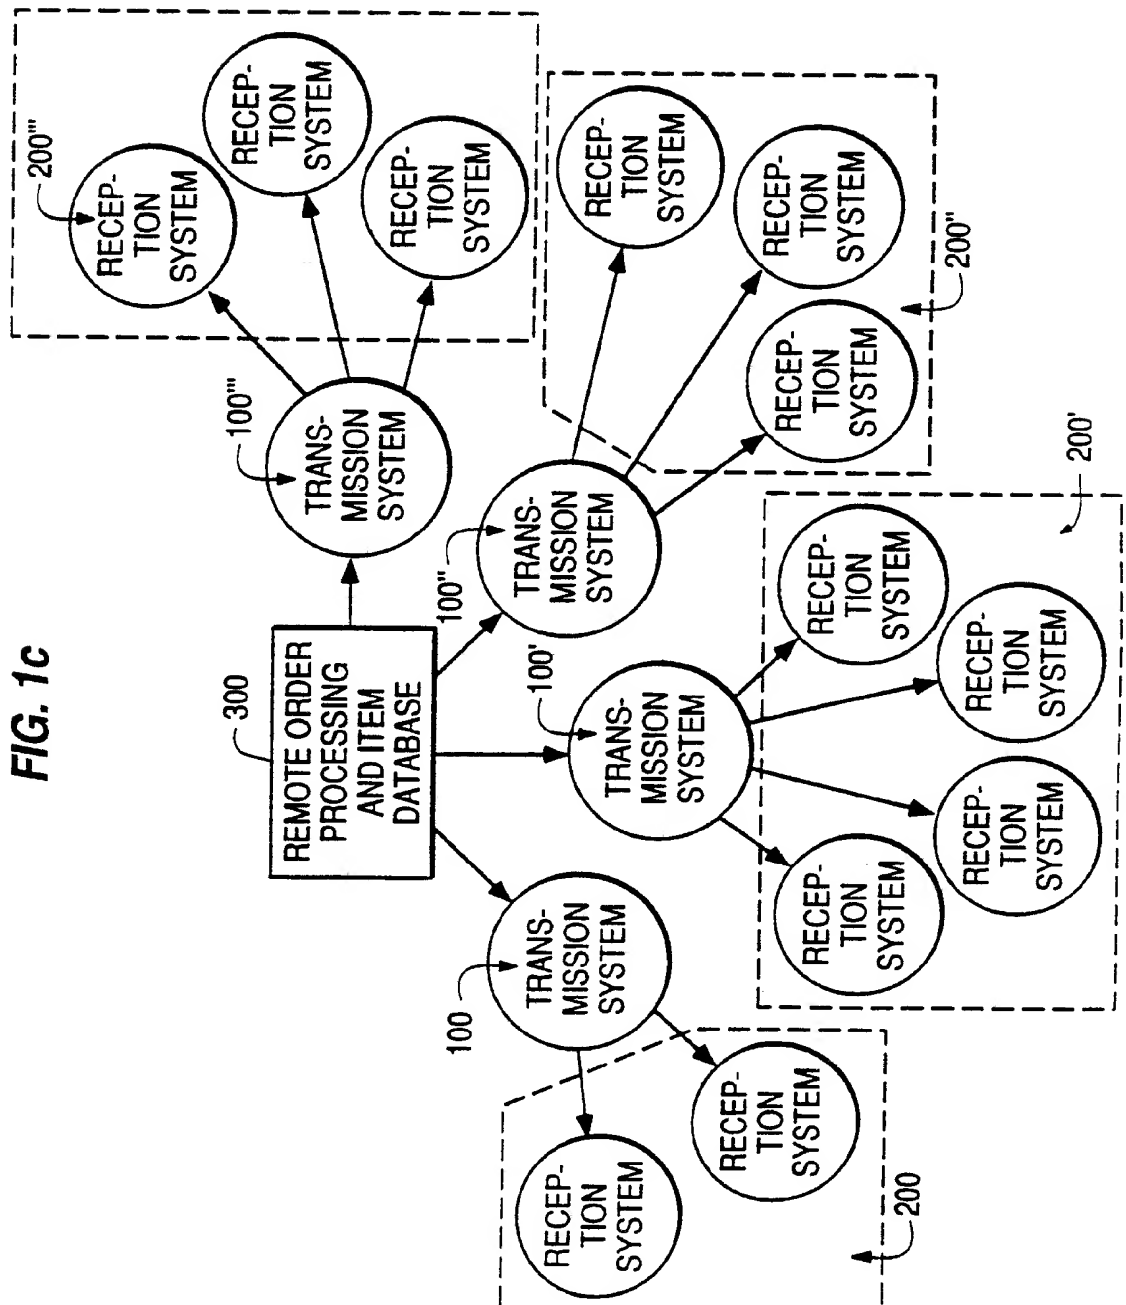 FIG. 1c
300
REMOTE ORDER
PROCESSING
AND ITEM
DATABASE
100
TRANS-
MISSION
SYSTEM
100'
TRANS-
MISSION
SYSTEM
100"
TRANS-
MISSION
SYSTEM
100'''
TRANS-
MISSION
SYSTEM
RECEP-
TION
SYSTEM
RECEP-
TION
SYSTEM
200
RECEP-
TION
SYSTEM
RECEP-
TION
SYSTEM
RECEP-
TION
SYSTEM
RECEP-
TION
SYSTEM
200'
RECEP-
TION
SYSTEM
RECEP-
TION
SYSTEM
RECEP-
TION
SYSTEM
200"
200'''
RECEP-
TION
SYSTEM
RECEP-
TION
SYSTEM
RECEP-
TION
SYSTEM